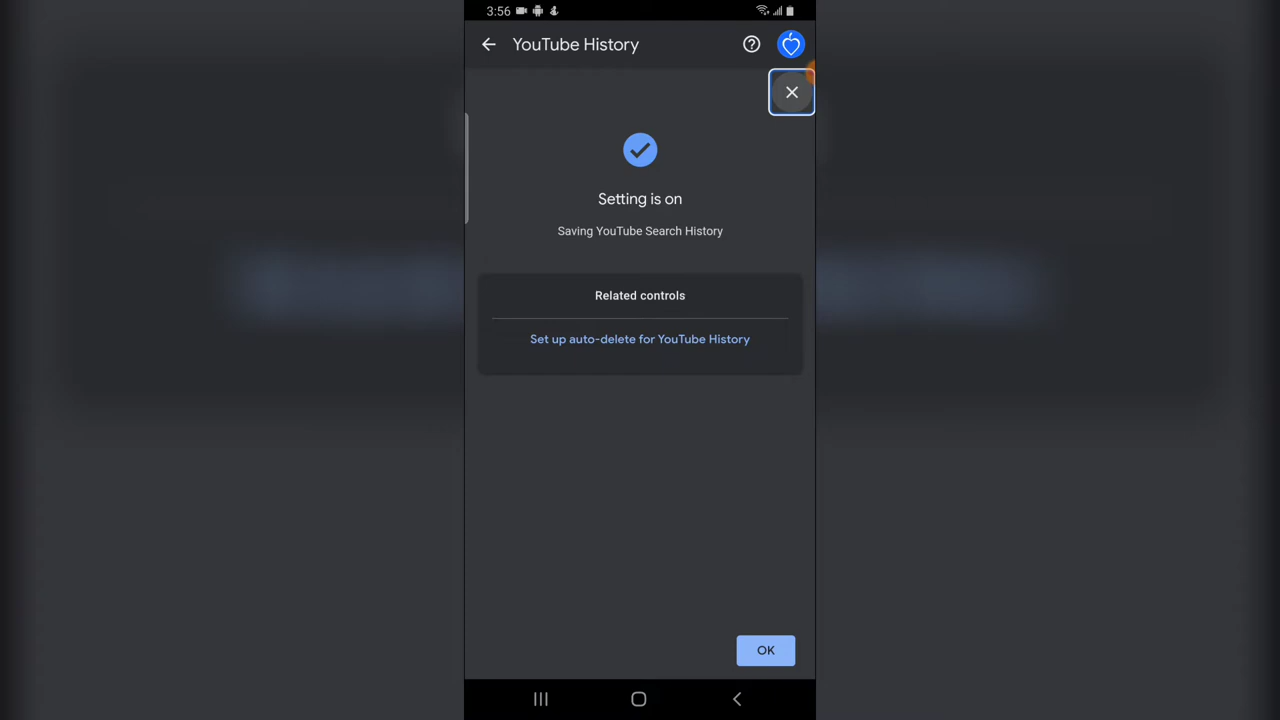 3:56
YouTube History
Setting is on
Saving YouTube Search History
Related controls
Set up auto-delete for YouTube History
OK